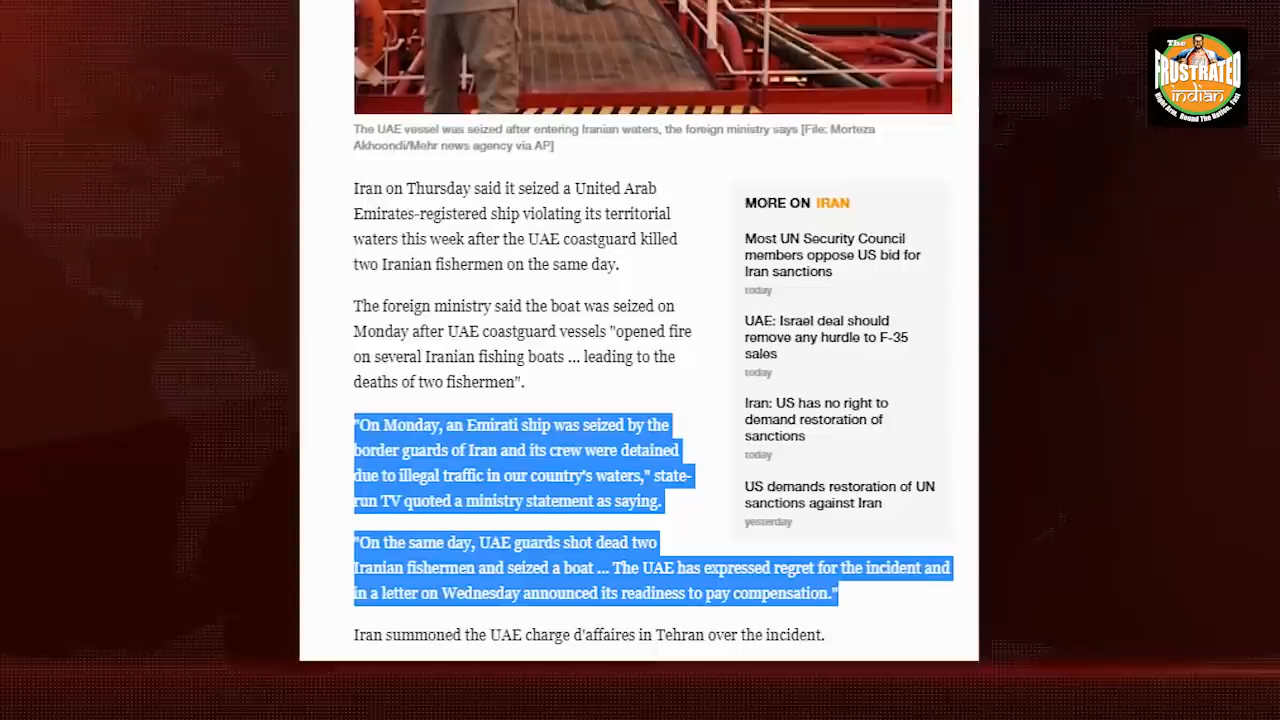 The
FRUSTRATED
indian
The UAE vessel was seized after entering Iranian waters, the foreign ministry says [File: Morteza
Akhoondi/Mehr news agency via AP]
Iran on Thursday said it seized a United Arab
Emirates-registered ship violating its territorial
waters this week after the UAE coastguard killed
two Iranian fishermen on the same day.
The foreign ministry said the boat was seized on
Monday after UAE coastguard vessels "opened fire
on several Iranian fishing boats ... leading to the
deaths of two fishermen".
"On Monday, an Emirati ship was seized by the
border guards of Iran and its crew were detained
due to illegal traffic in our country's waters," state-
run TV quoted a ministry statement as saying.
"On the same day, UAE guards shot dead two
Iranian fishermen and seized a boat ... The UAE has expressed regret for the incident and
in a letter on Wednesday announced its readiness to pay compensation."
Iran summoned the UAE charge d'affaires in Tehran over the incident.
MORE ON IRAN
Most UN Security Council
members oppose US bid for
Iran sanctions
today
UAE: Israel deal should
remove any hurdle to F-35
sales
today
Iran: US has no right to
demand restoration of
sanctions
today
US demands restoration of UN
sanctions against Iran
yesterday